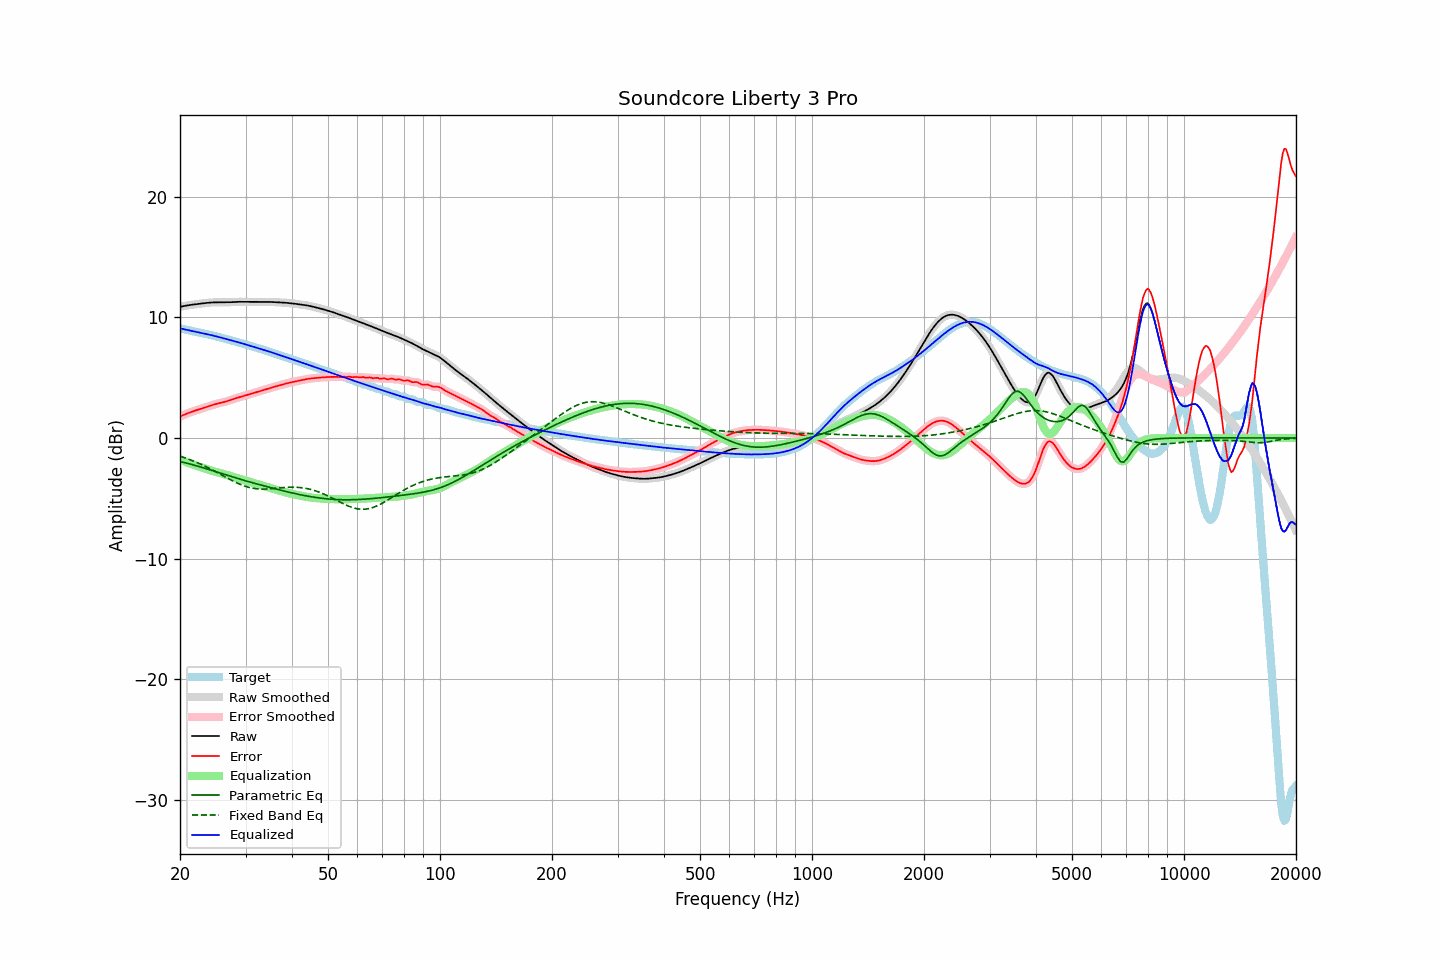 Soundcore Liberty 3 Pro
Amplitude (dBr)
20
10
0
−10
−20
−30
Target
Raw Smoothed
Error Smoothed
Raw
Error
Equalization
Parametric Eq
Fixed Band Eq
Equalized
20 50 100 200 500 1000 2000 5000 10000 20000
Frequency (Hz)